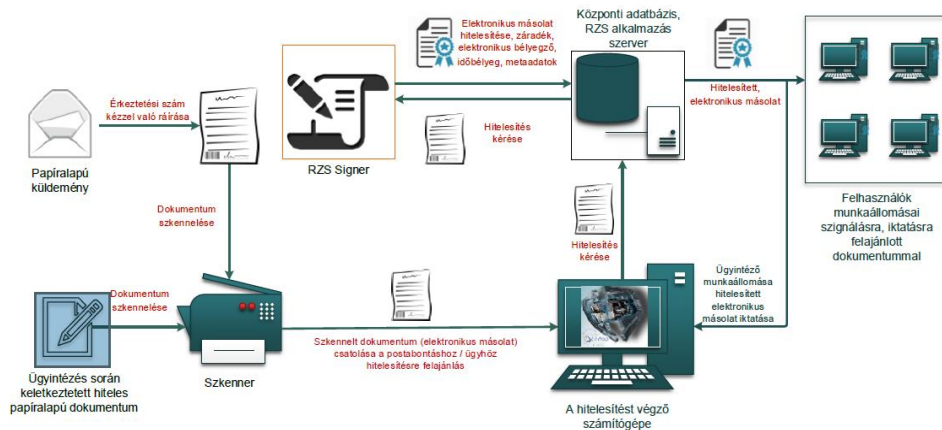 Elektronikus másolat
hitelesítése, záradék,
elektronikus bélyegző,
időbélyeg, metaadatok
Központi adatbázis,
RZS alkalmazás
szerver
Érkeztetési szám
kézzel való ráírása
Hitelesített,
elektronikus másolat
Papíralapú
küldemény
RZS Signer
Hitelesítés
kérése
Felhasználók
munkaállomásai
szignálásra, iktatásra
felajánlott
dokumentummal
Dokumentum
szkennelése
Hitelesítés
kérése
Ügyintéző
munkaállomása
hitelesített
elektronikus
másolat iktatása
Dokumentum
szkennelése
Szkennelt dokumentum (elektronikus másolat)
csatolása a postabontáshoz / ügyhöz
hitelesítésre felajánlás
Szkenner
Ügyintézés során
keletkeztetett hiteles
papíralapú dokumentum
A hitelesítést végző
számítógépe